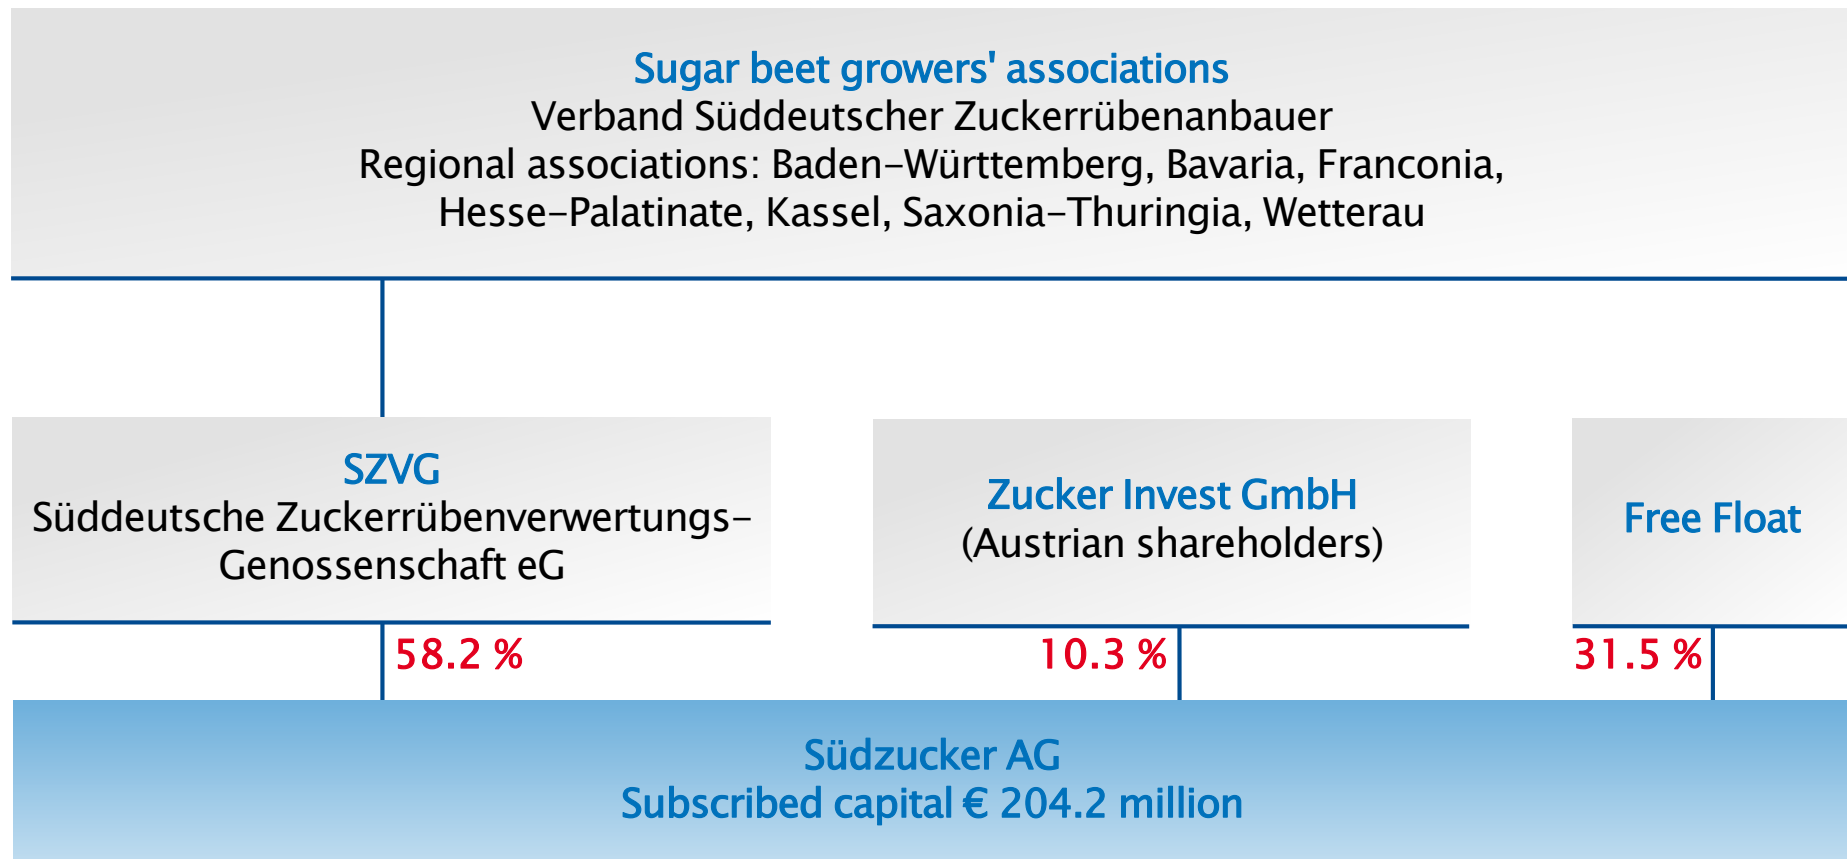 Sugar beet growers' associations
Verband Süddeutscher Zuckerrübenanbauer
Regional associations: Baden-Württemberg, Bavaria, Franconia,
Hesse-Palatinate, Kassel, Saxonia-Thuringia, Wetterau
SZVG
Süddeutsche Zuckerrübenverwertungs-
Genossenschaft eG
Zucker Invest GmbH
(Austrian shareholders)
Free Float
58.2 %
10.3 %
31.5 %
Südzucker AG
Subscribed capital € 204.2 million